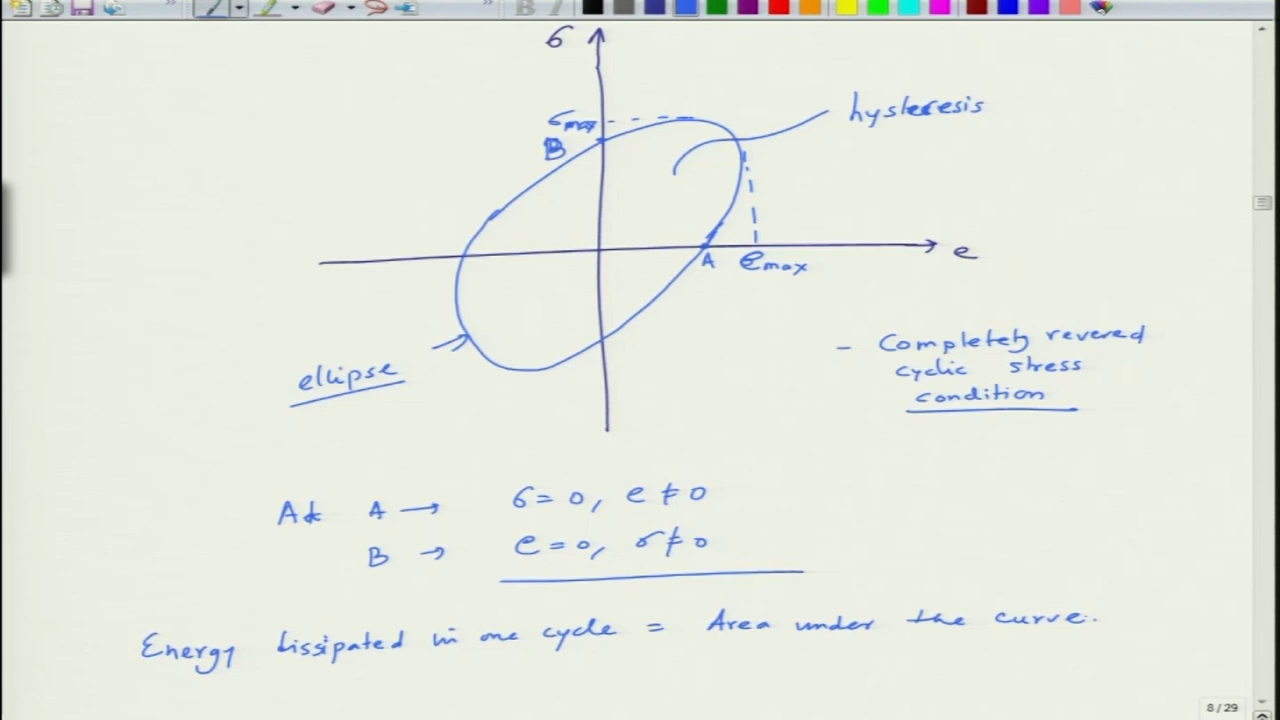 σ
σmax
B
hysteresis
A
emax
e
ellipse
- Completely revered
cyclic stress
condition
At A → σ = 0, e ≠ 0
B → e = 0, σ ≠ 0
Energy dissipated in one cycle = Area under the curve.
8 / 29